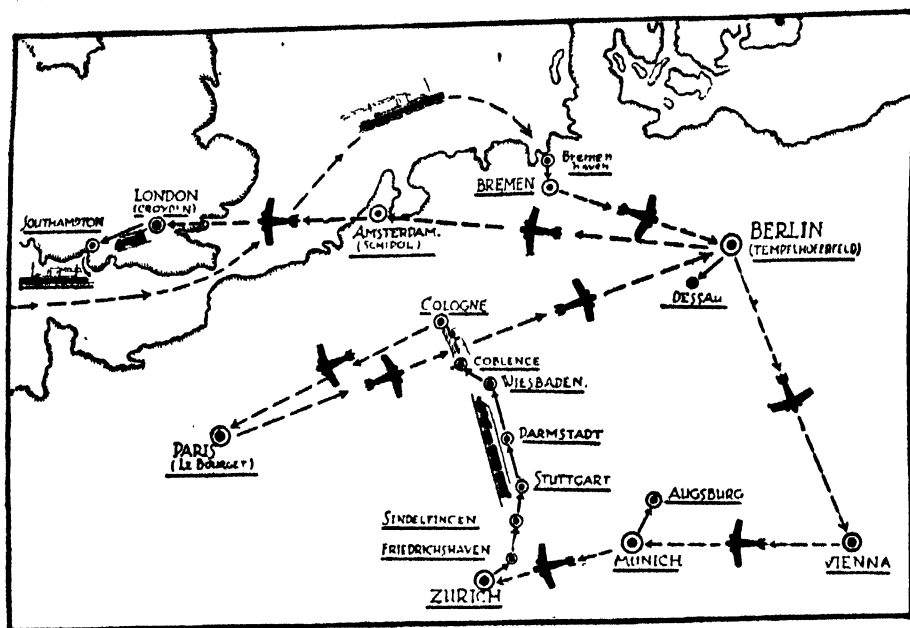 Bremen
haven
BREMEN
LONDON
(CROYDEN)
SOUTHAMPTON
AMSTERDAM.
(SCHIPOL)
BERLIN
(TEMPELHOFERFELD)
DESSAU
COLOGNE
COBLENCE
WIESBADEN.
PARIS
(LE BOURGET)
DARMSTADT
STUTTGART
AUGSBURG
SINDELFINGEN
FRIEDRICHSHAVEN
MUNICH
VIENNA
ZURICH